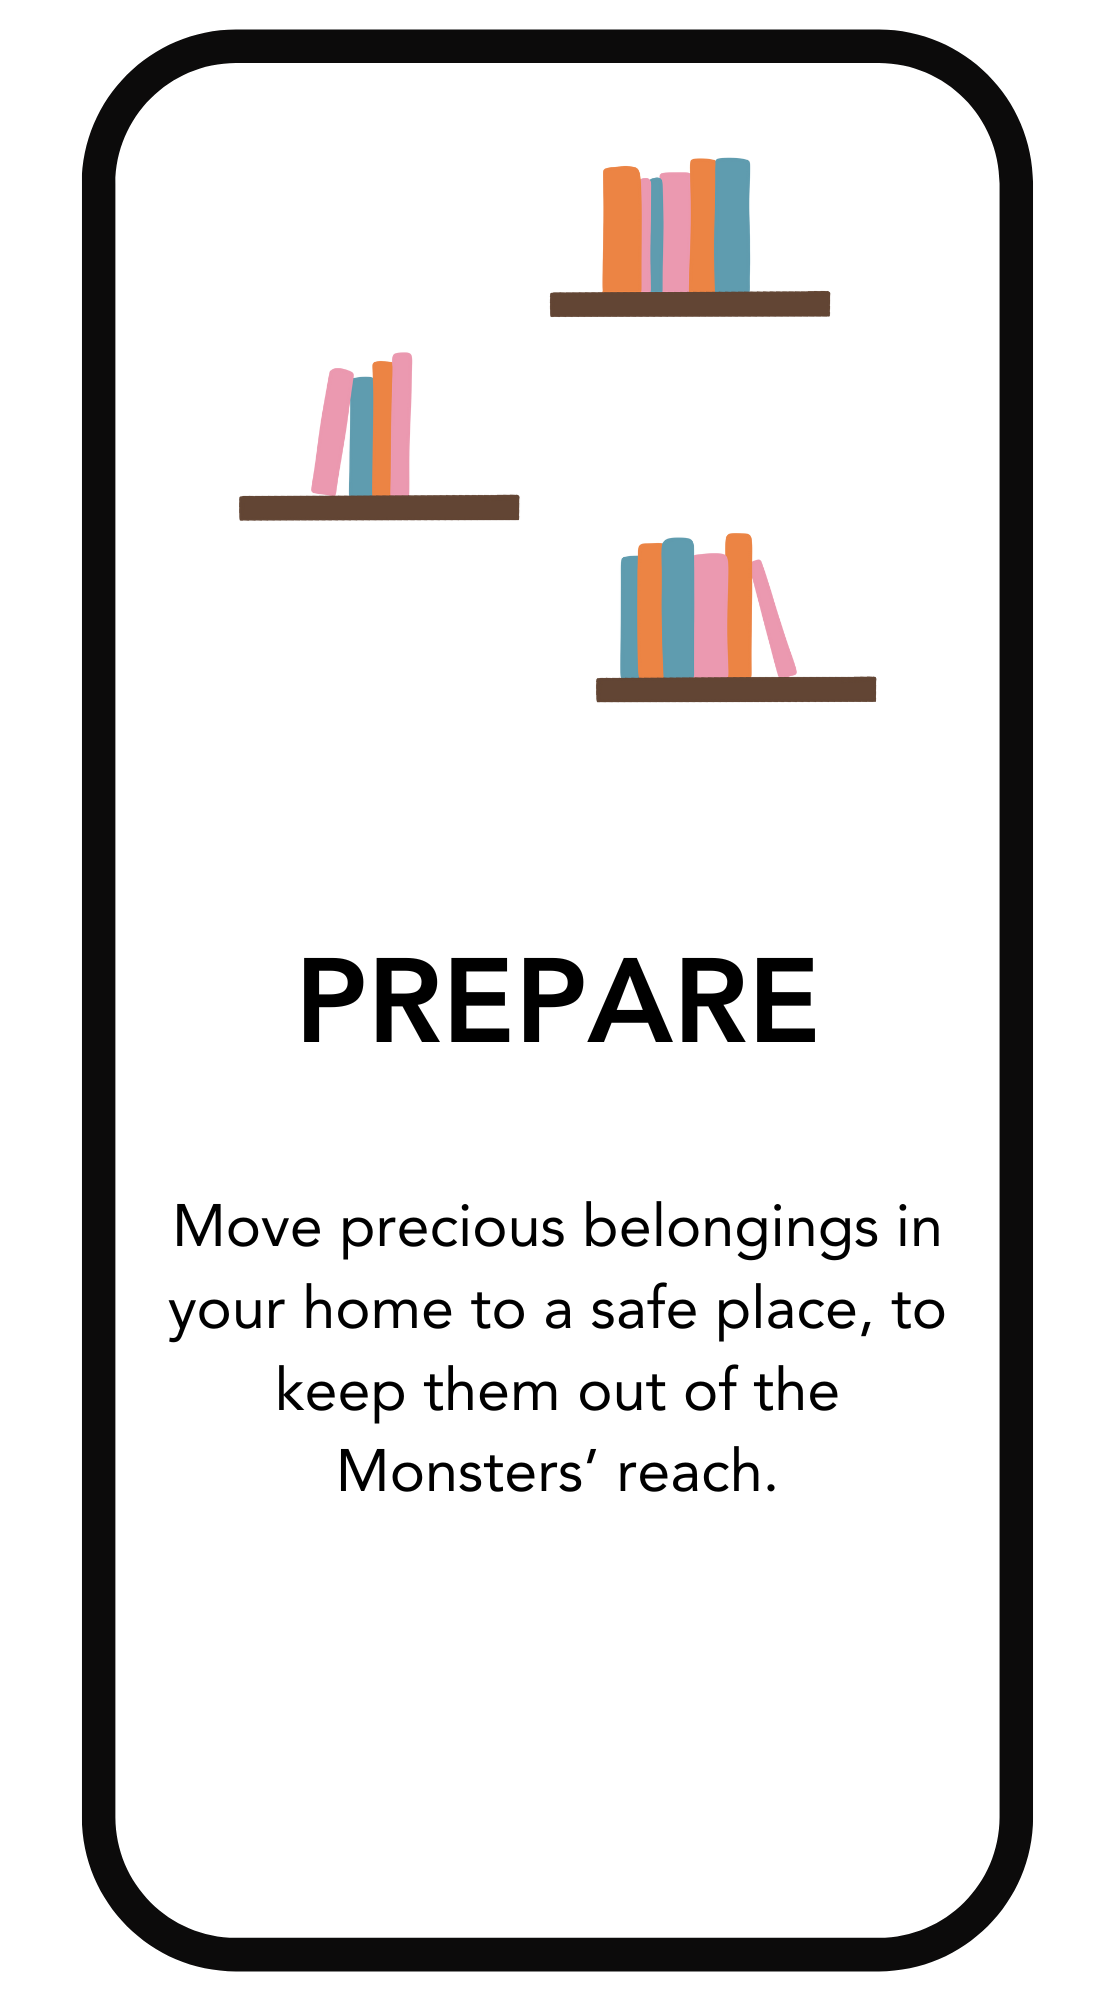 PREPARE
Move precious belongings in
your home to a safe place, to
keep them out of the
Monsters’ reach.